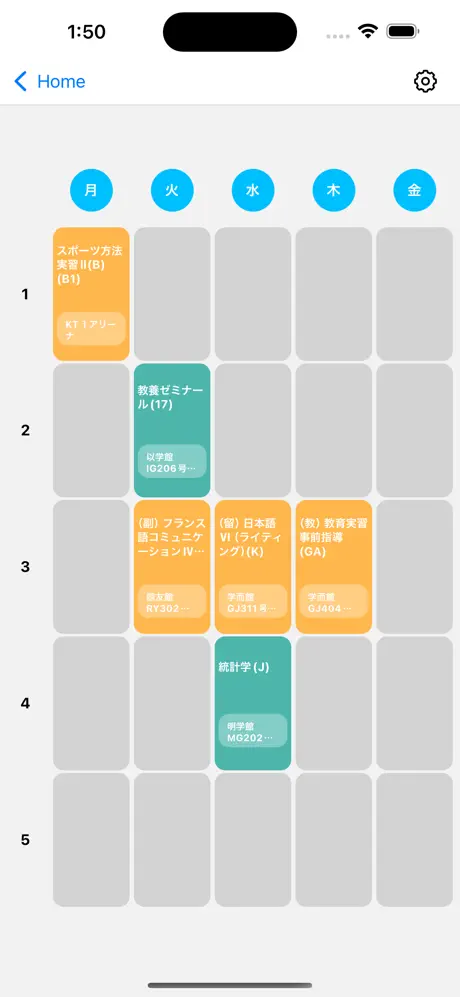 1:50
Home
月 火 水 木 金
1
スポーツ方法
実習Ⅱ(B)
(B1)
KT 1アリー
ナ
2
教養ゼミナー
ル(17)
以学館
IG206号…
3
（副）フランス
語コミュニケ
ーションⅣ…
諒友館
RY302…
（留）日本語
Ⅵ（ライティ
ング）(K)
学而館
GJ311号…
（教）教育実習
事前指導
(GA)
学而館
GJ404…
4
統計学(J)
明学館
MG202…
5